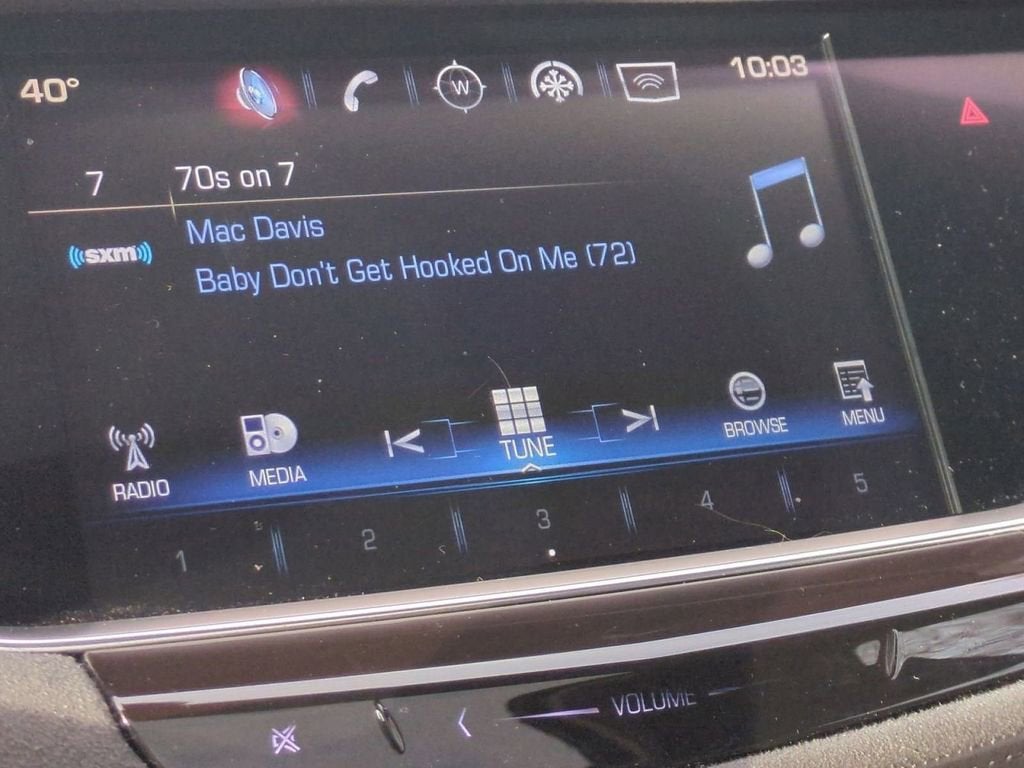 40°
W
10:03
7
70s on 7
sxm
Mac Davis
Baby Don't Get Hooked On Me (72)
RADIO
MEDIA
TUNE
BROWSE
MENU
1
2
3
4
5
VOLUME